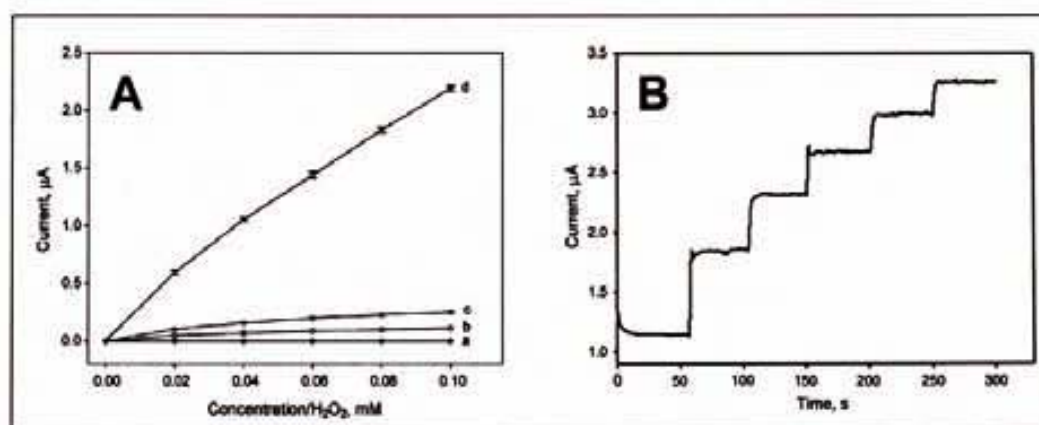 A
2.5
2.0
1.5
1.0
0.5
0.0
Current, µA
0.00 0.02 0.04 0.06 0.08 0.10
Concentration/H₂O₂, mM
d
c
b
a
B
3.5
3.0
2.5
2.0
1.5
1.0
Current, µA
0 50 100 150 200 250 300
Time, s